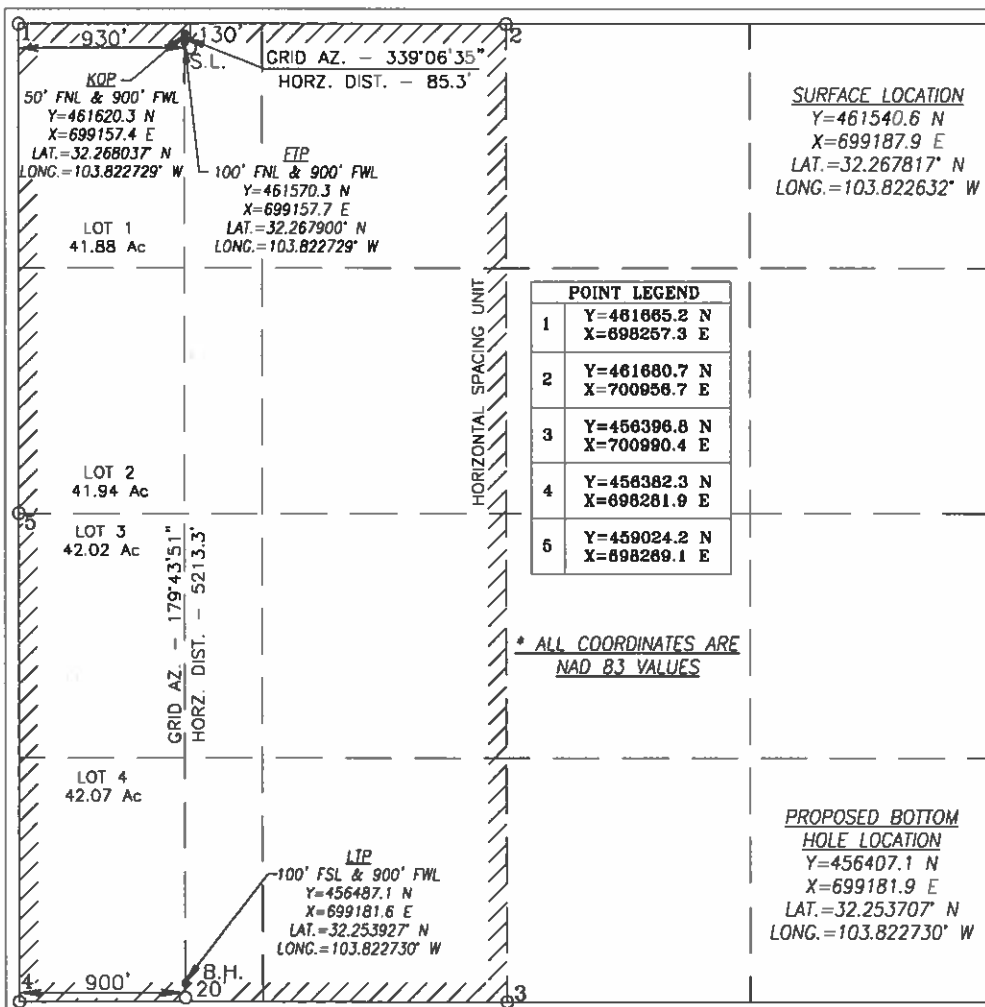 1
930'
130'
S.L.
2
GRID AZ. - 339°06'35"
HORZ. DIST. - 85.3'
KOP
50' FNL & 900' FWL
Y=461620.3 N
X=699157.4 E
LAT.=32.268037° N
LONG.=103.822729° W
FTP
100' FNL & 900' FWL
Y=461570.3 N
X=699157.7 E
LAT.=32.267900° N
LONG.=103.822729° W
SURFACE LOCATION
Y=461540.6 N
X=699187.9 E
LAT.=32.267817° N
LONG.=103.822632° W
LOT 1
41.88 Ac
HORIZONTAL SPACING UNIT
POINT LEGEND
1 Y=461665.2 N
X=698257.3 E
2 Y=461680.7 N
X=700956.7 E
3 Y=456396.8 N
X=700990.4 E
4 Y=456382.3 N
X=698281.9 E
5 Y=459024.2 N
X=698269.1 E
LOT 2
41.94 Ac
5
LOT 3
42.02 Ac
GRID AZ. - 179°43'51"
HORZ. DIST. - 5213.3'
* ALL COORDINATES ARE
NAD 83 VALUES
LOT 4
42.07 Ac
LTP
100' FSL & 900' FWL
Y=456487.1 N
X=699181.6 E
LAT.=32.253927° N
LONG.=103.822730° W
PROPOSED BOTTOM
HOLE LOCATION
Y=456407.1 N
X=699181.9 E
LAT.=32.253707° N
LONG.=103.822730° W
4
900'
B.H.
20'
3